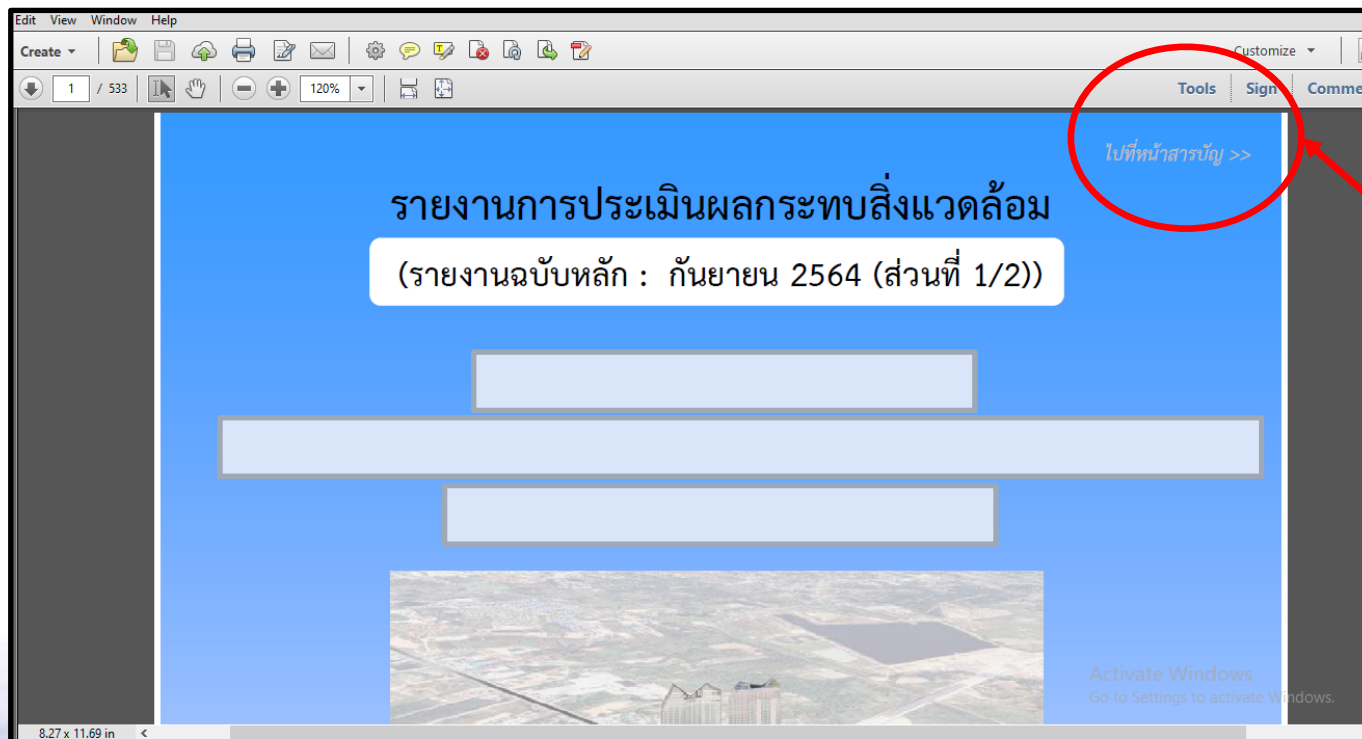 Edit View Window Help
Create
Customize
1 / 533
120%
Tools Sign Comme
ไปที่หน้าสารบัญ >>
รายงานการประเมินผลกระทบสิ่งแวดล้อม
(รายงานฉบับหลัก : กันยายน 2564 (ส่วนที่ 1/2))
Activate Windows
Go to Settings to activate Windows.
8.27 x 11.69 in